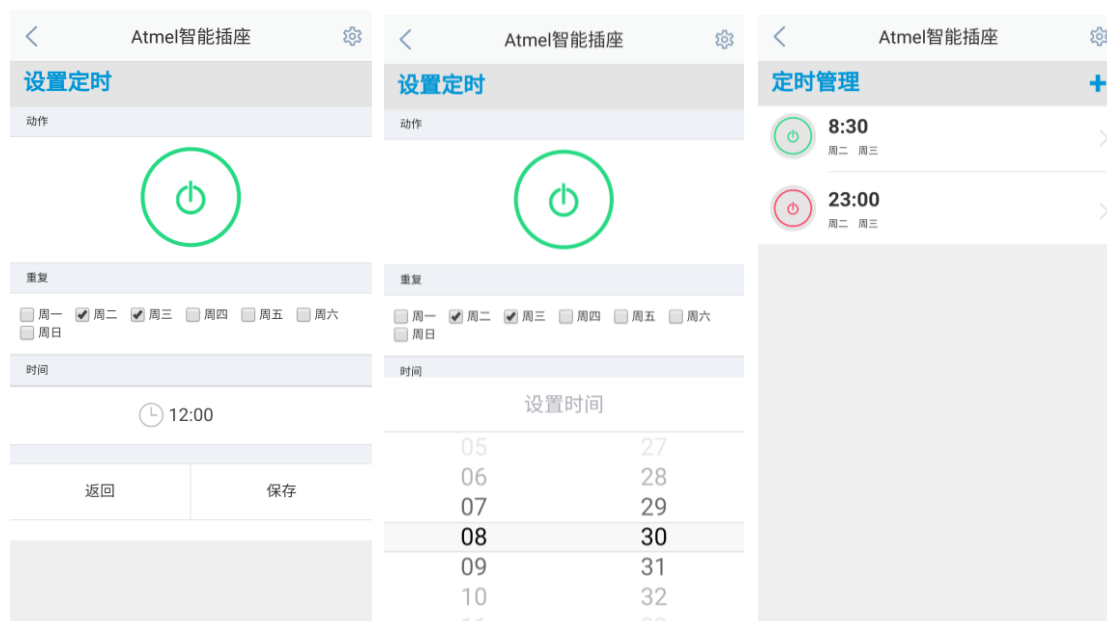 Atmel智能插座
设置定时
动作
重复
周一 周二 周三 周四 周五 周六
周日
时间
12:00
返回 保存
Atmel智能插座
设置定时
动作
重复
周一 周二 周三 周四 周五 周六
周日
时间
设置时间
05 27
06 28
07 29
08 30
09 31
10 32
Atmel智能插座
定时管理 +
8:30
周二 周三
23:00
周二 周三